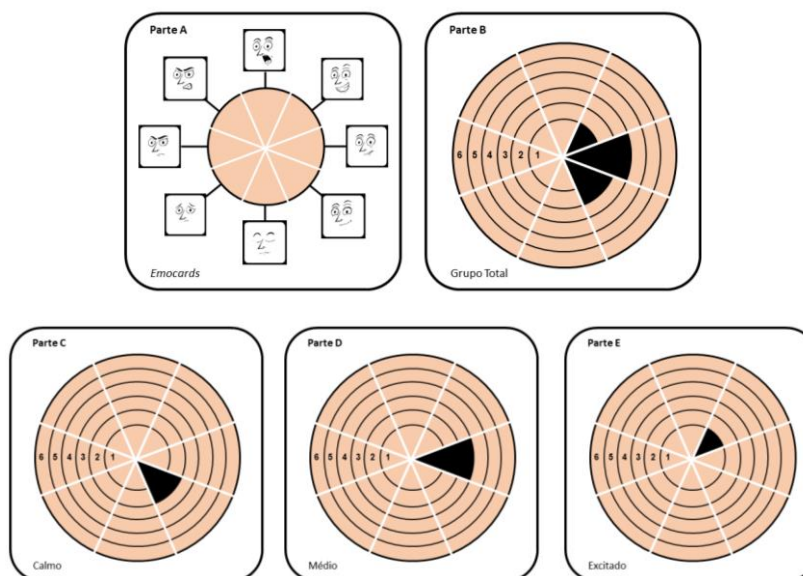 Parte A
Emocards
Parte B
6 5 4 3 2 1
Grupo Total
Parte C
6 5 4 3 2 1
Calmo
Parte D
6 5 4 3 2 1
Médio
Parte E
6 5 4 3 2 1
Excitado